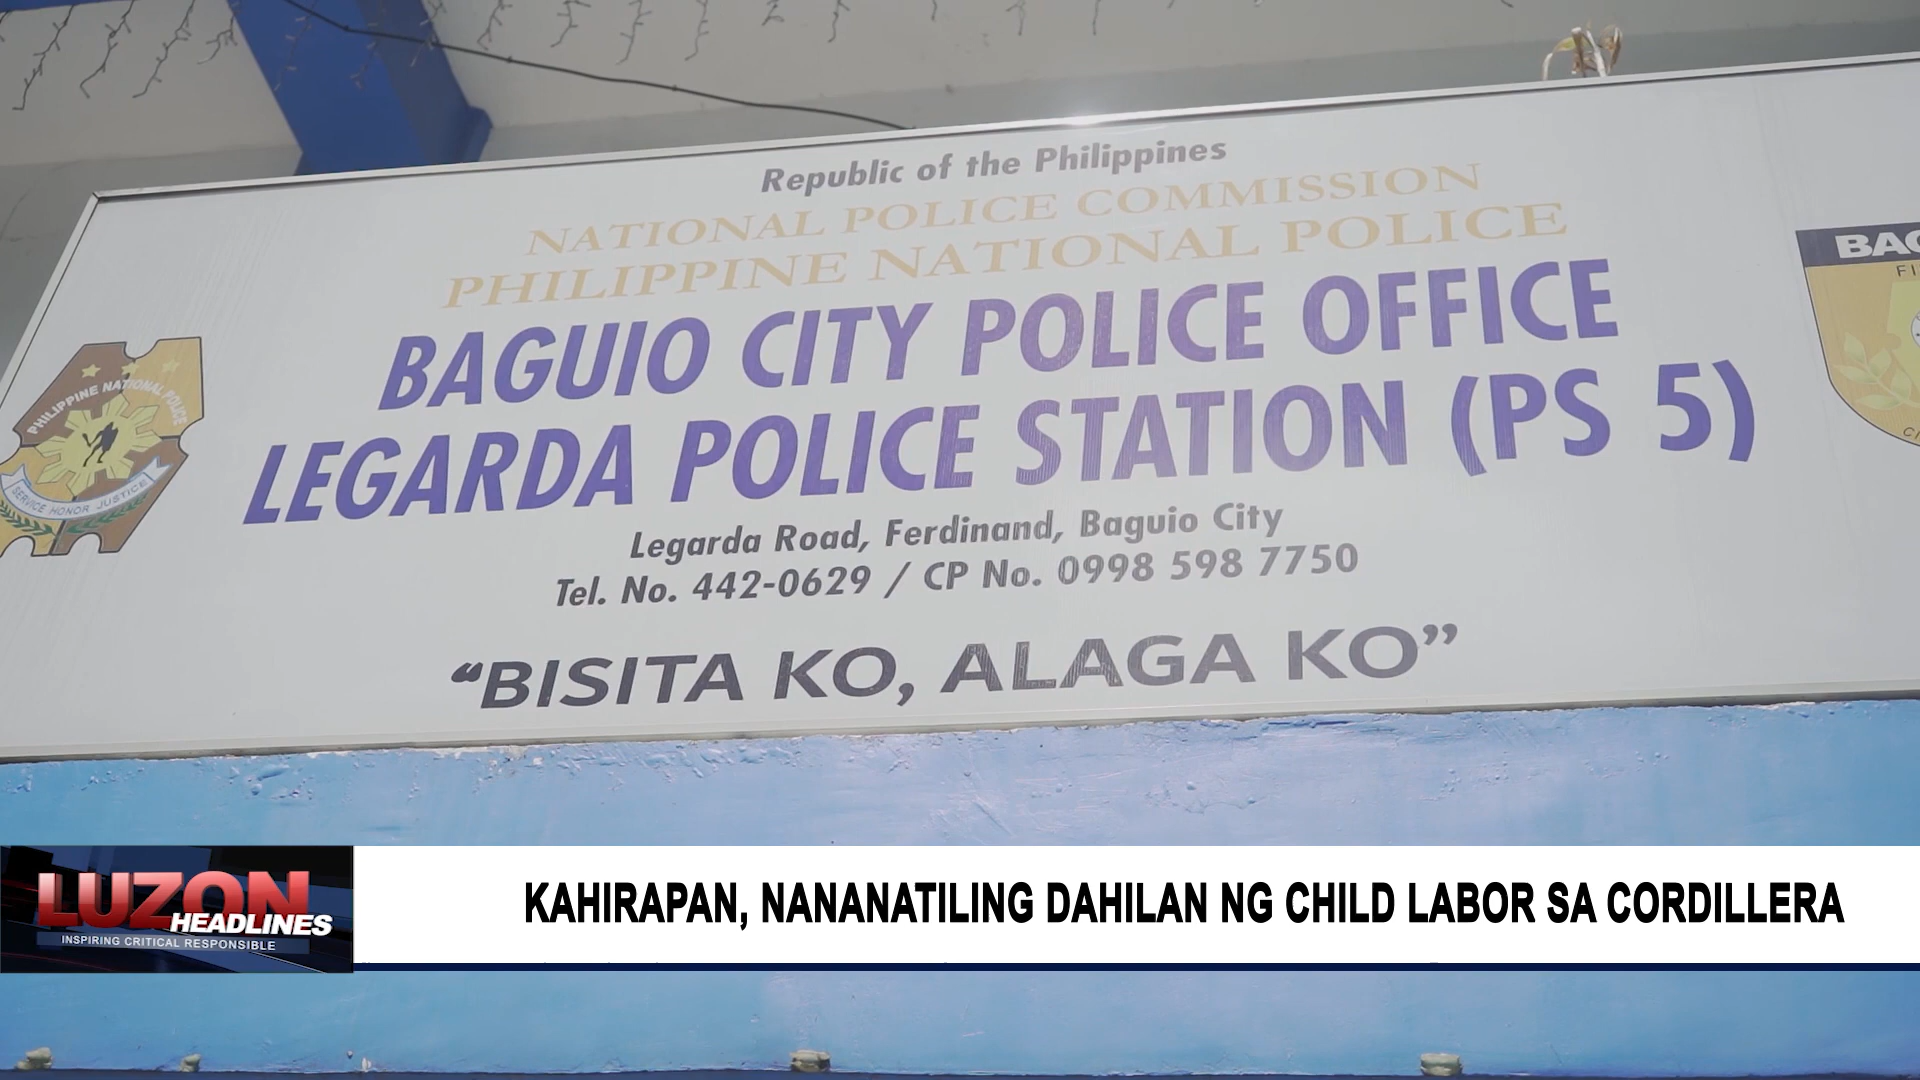 Republic of the Philippines
NATIONAL POLICE COMMISSION
PHILIPPINE NATIONAL POLICE
BAGUIO CITY POLICE OFFICE
LEGARDA POLICE STATION (PS 5)
Legarda Road, Ferdinand, Baguio City
Tel. No. 442-0629 / CP No. 0998 598 7750
“BISITA KO, ALAGA KO”
PHILIPPINE NATIONAL POLICE
SERVICE HONOR JUSTICE
LUZON
HEADLINES
INSPIRING CRITICAL RESPONSIBLE
KAHIRAPAN, NANANATILING DAHILAN NG CHILD LABOR SA CORDILLERA